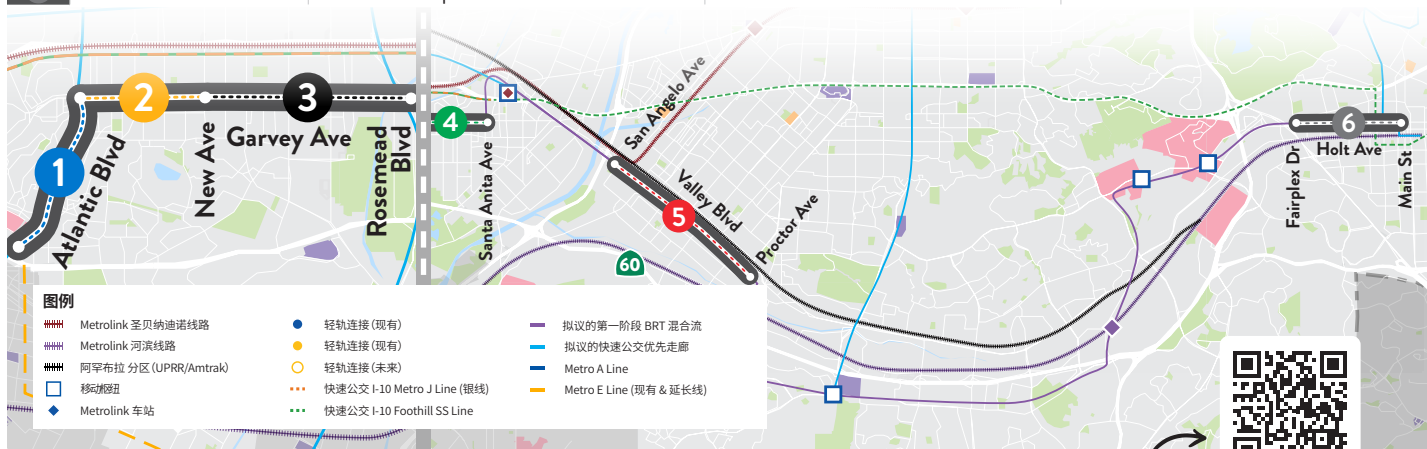 1
2
3
4
5
6
Atlantic Blvd
New Ave
Garvey Ave
Rosemead
Blvd
Santa Anita Ave
San Angelo Ave
Valley Blvd
Proctor Ave
60
Fairplex Dr
Holt Ave
Main St
图例
Metrolink 圣贝纳迪诺线路
Metrolink 河滨线路
阿罕布拉 分区 (UPRR/Amtrak)
移动枢纽
Metrolink 车站
轻轨连接 (现有)
轻轨连接 (现有)
轻轨连接 (未来)
快速公交 I-10 Metro J Line (银线)
快速公交 I-10 Foothill SS Line
拟议的第一阶段 BRT 混合流
拟议的快速公交优先走廊
Metro A Line
Metro E Line (现有 & 延长线)